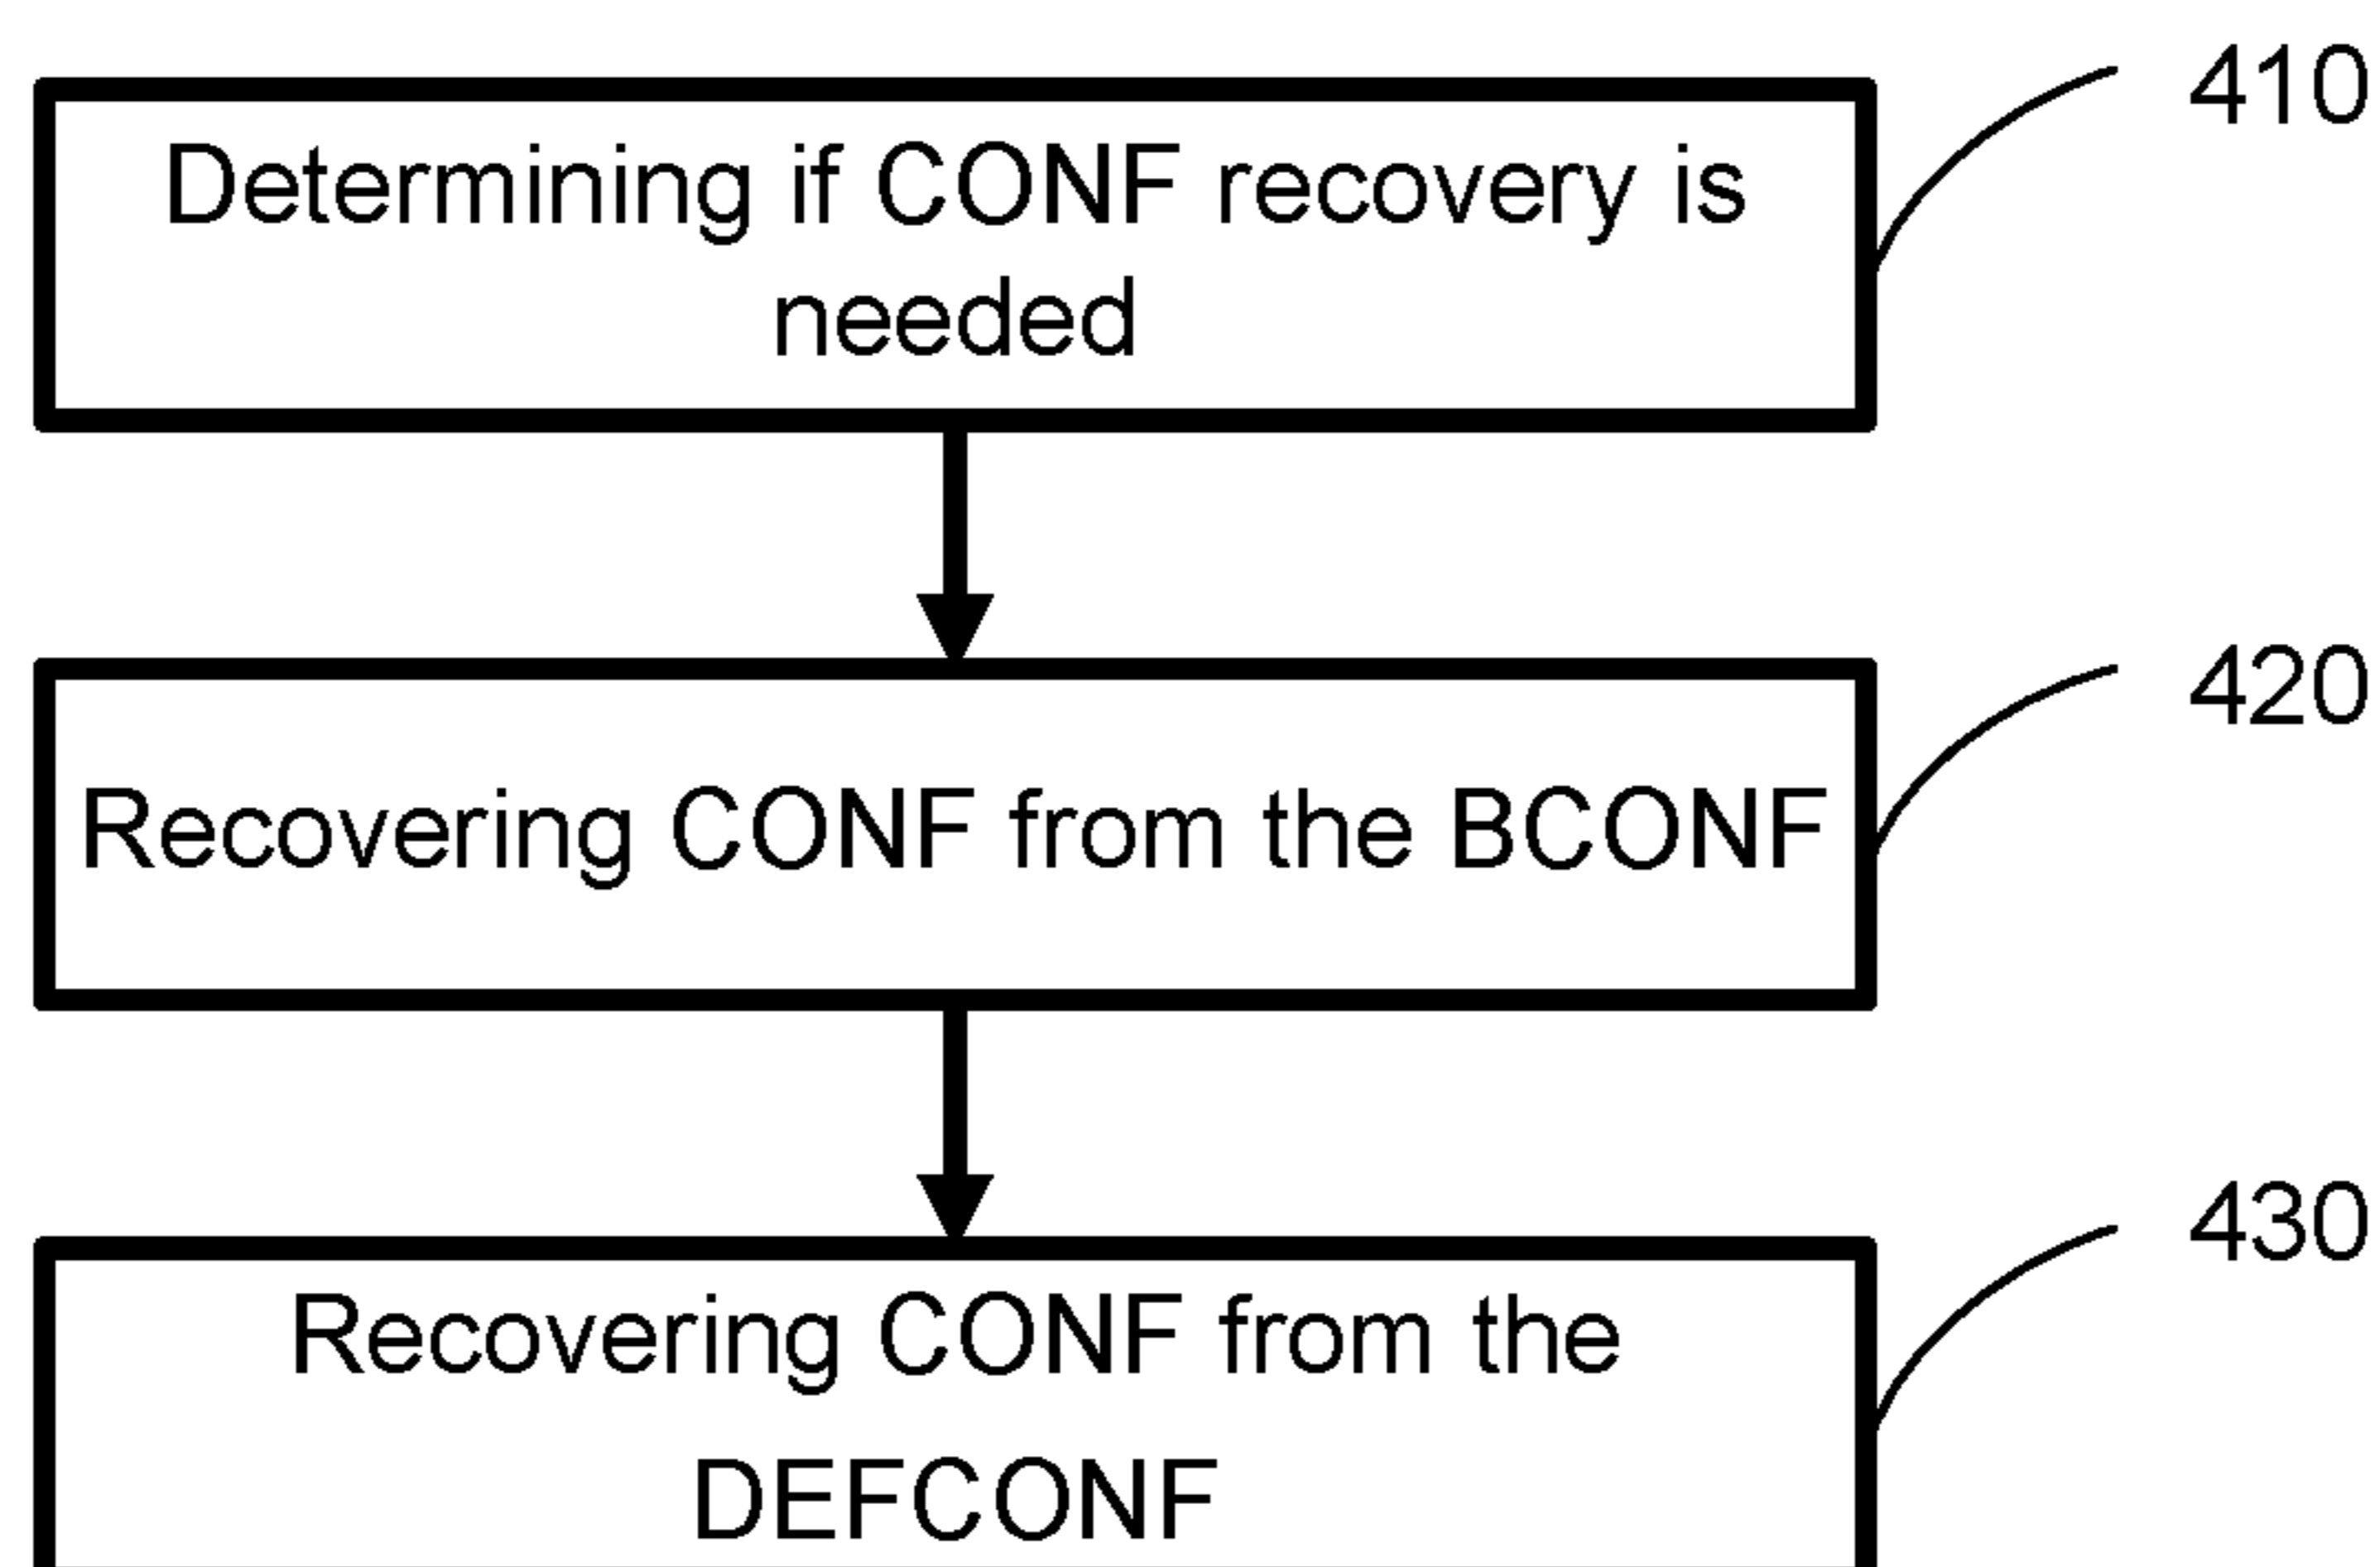 410
Determining if CONF recovery is
needed
420
Recovering CONF from the BCONF
430
Recovering CONF from the
DEFCONF